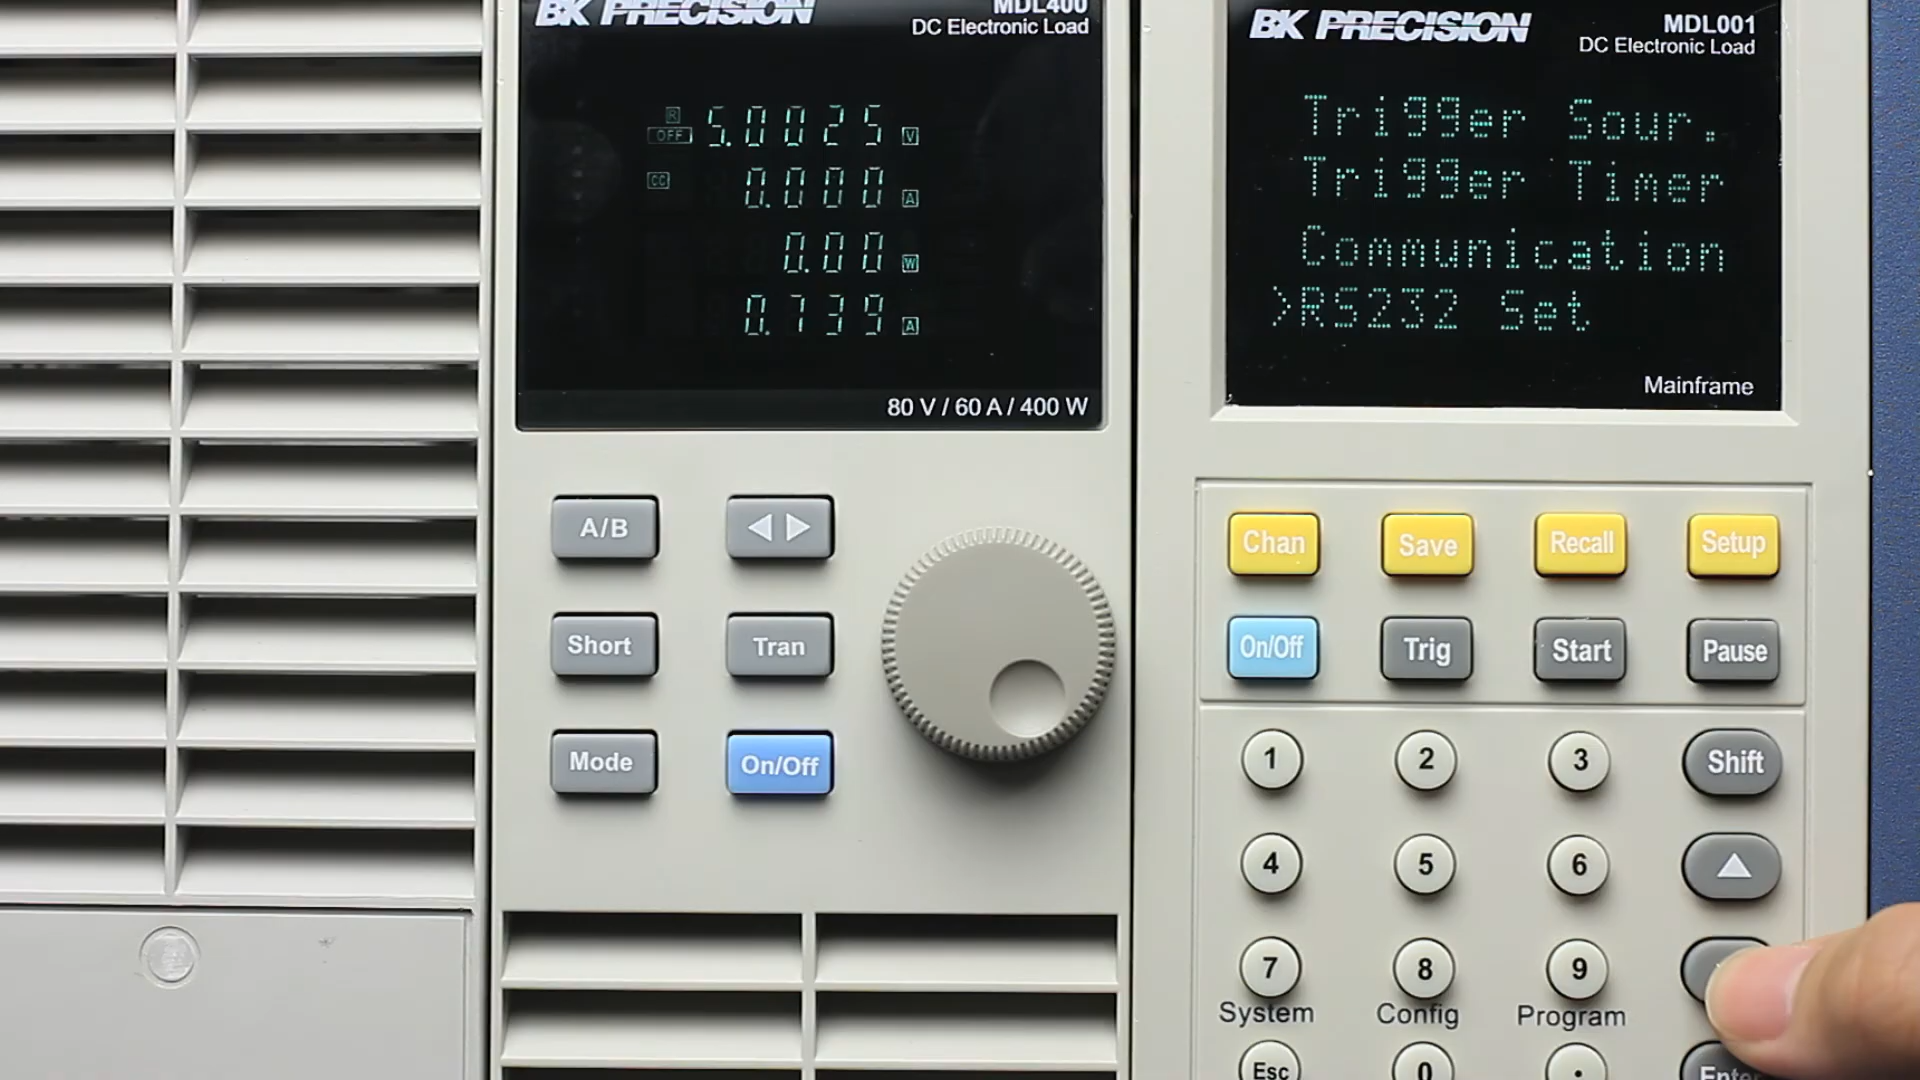 BK PRECISION
MDL400
DC Electronic Load
R
OFF
5.0025 V
CC
0.000 A
0.00 W
0.739 A
80 V / 60 A / 400 W
A/B
Short
Tran
Mode
On/Off
BK PRECISION
MDL001
DC Electronic Load
Trigger Sour.
Trigger Timer
Communication
>RS232 Set
Mainframe
Chan
Save
Recall
Setup
On/Off
Trig
Start
Pause
1
2
3
Shift
4
5
6
7
8
9
System
Config
Program
Esc
0
.
Enter